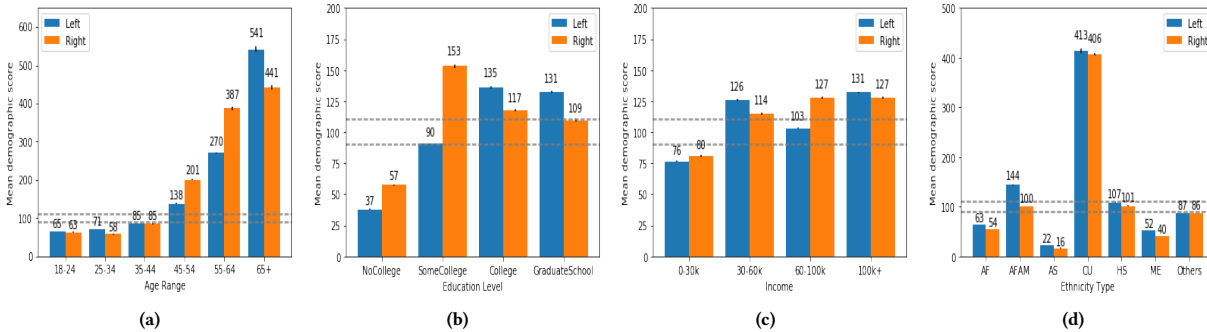 Mean demographic score
600
500
400
300
200
100
0
Left
Right
65
63
71
58
85
85
138
201
270
387
541
441
18-24
25-34
35-44
45-54
55-64
65+
Age Range
(a)
Mean demographic score
200
175
150
125
100
75
50
25
0
Left
Right
37
57
90
153
135
117
131
109
NoCollege
SomeCollege
College
GraduateSchool
Education Level
(b)
Mean demographic score
200
175
150
125
100
75
50
25
0
Left
Right
76
80
126
114
103
127
131
127
0-30k
30-60k
60-100k
100k+
Income
(c)
Mean demographic score
500
400
300
200
100
0
Left
Right
63
54
144
100
22
16
413
406
107
101
52
40
87
86
AF
AFAM
AS
CU
HS
ME
Others
Ethnicity Type
(d)